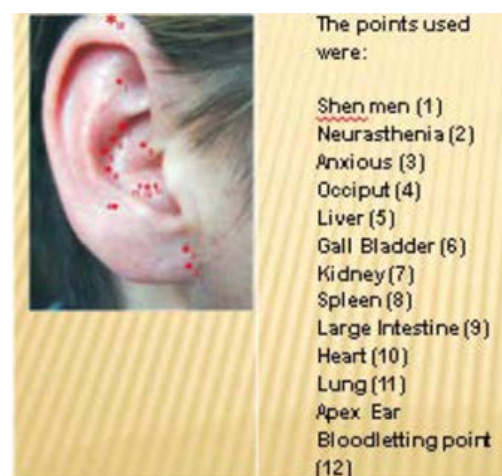 The points used
were:
Shen men (1)
Neurasthenia (2)
Anxious (3)
Occiput (4)
Liver (5)
Gall Bladder (6)
Kidney (7)
Spleen (8)
Large Intestine (9)
Heart (10)
Lung (11)
Apex Ear
Bloodletting point
(12)